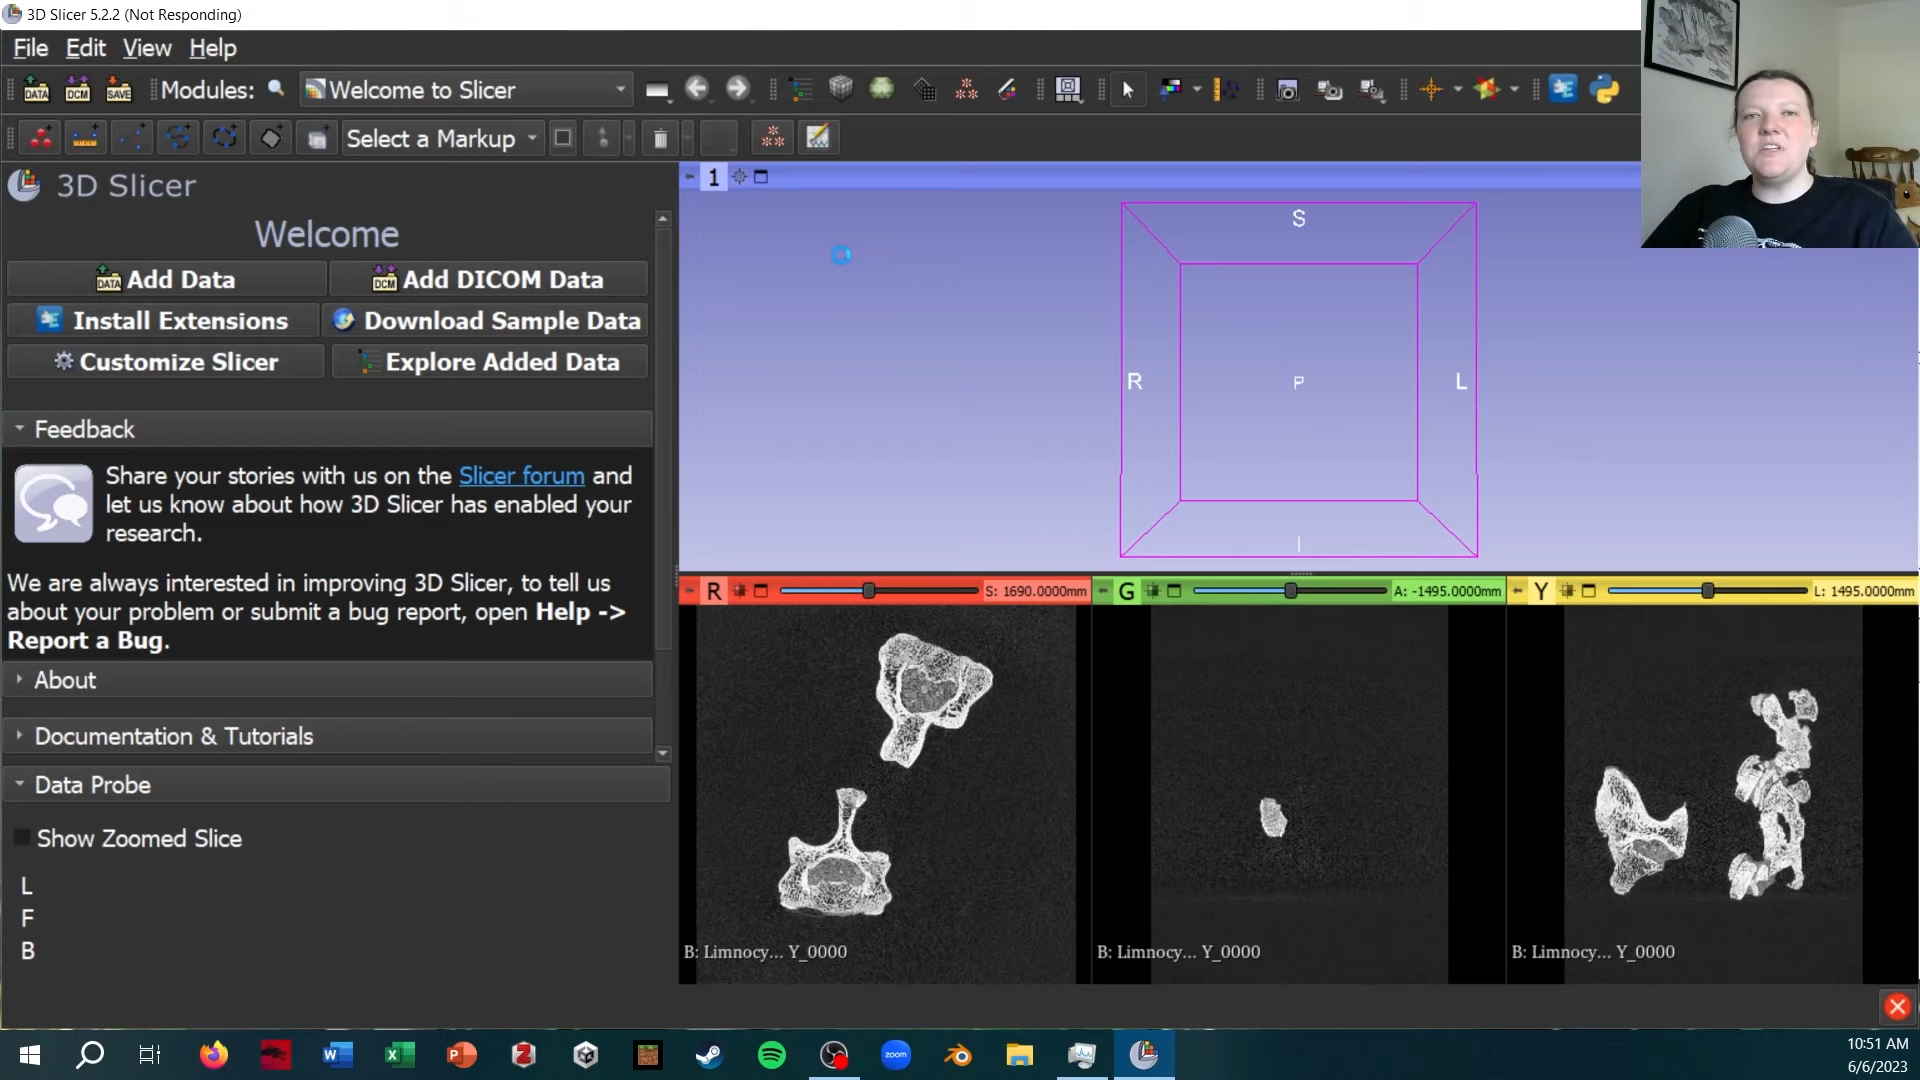 3D Slicer 5.2.2 (Not Responding)
File Edit View Help
DATA DCM SAVE Modules: Welcome to Slicer
Select a Markup
3D Slicer
1
Welcome
DATA Add Data DCM Add DICOM Data
Install Extensions Download Sample Data
Customize Slicer Explore Added Data
Feedback
Share your stories with us on the Slicer forum and
let us know about how 3D Slicer has enabled your
research.
We are always interested in improving 3D Slicer, to tell us
about your problem or submit a bug report, open Help ->
Report a Bug.
About
Documentation & Tutorials
Data Probe
Show Zoomed Slice
L
F
B
S
R P L
I
R S: 1690.0000mm G A: -1495.0000mm Y L: 1495.0000mm
B: Limnocy... Y_0000 B: Limnocy... Y_0000 B: Limnocy... Y_0000
W X P Z zoom
10:51 AM
6/6/2023